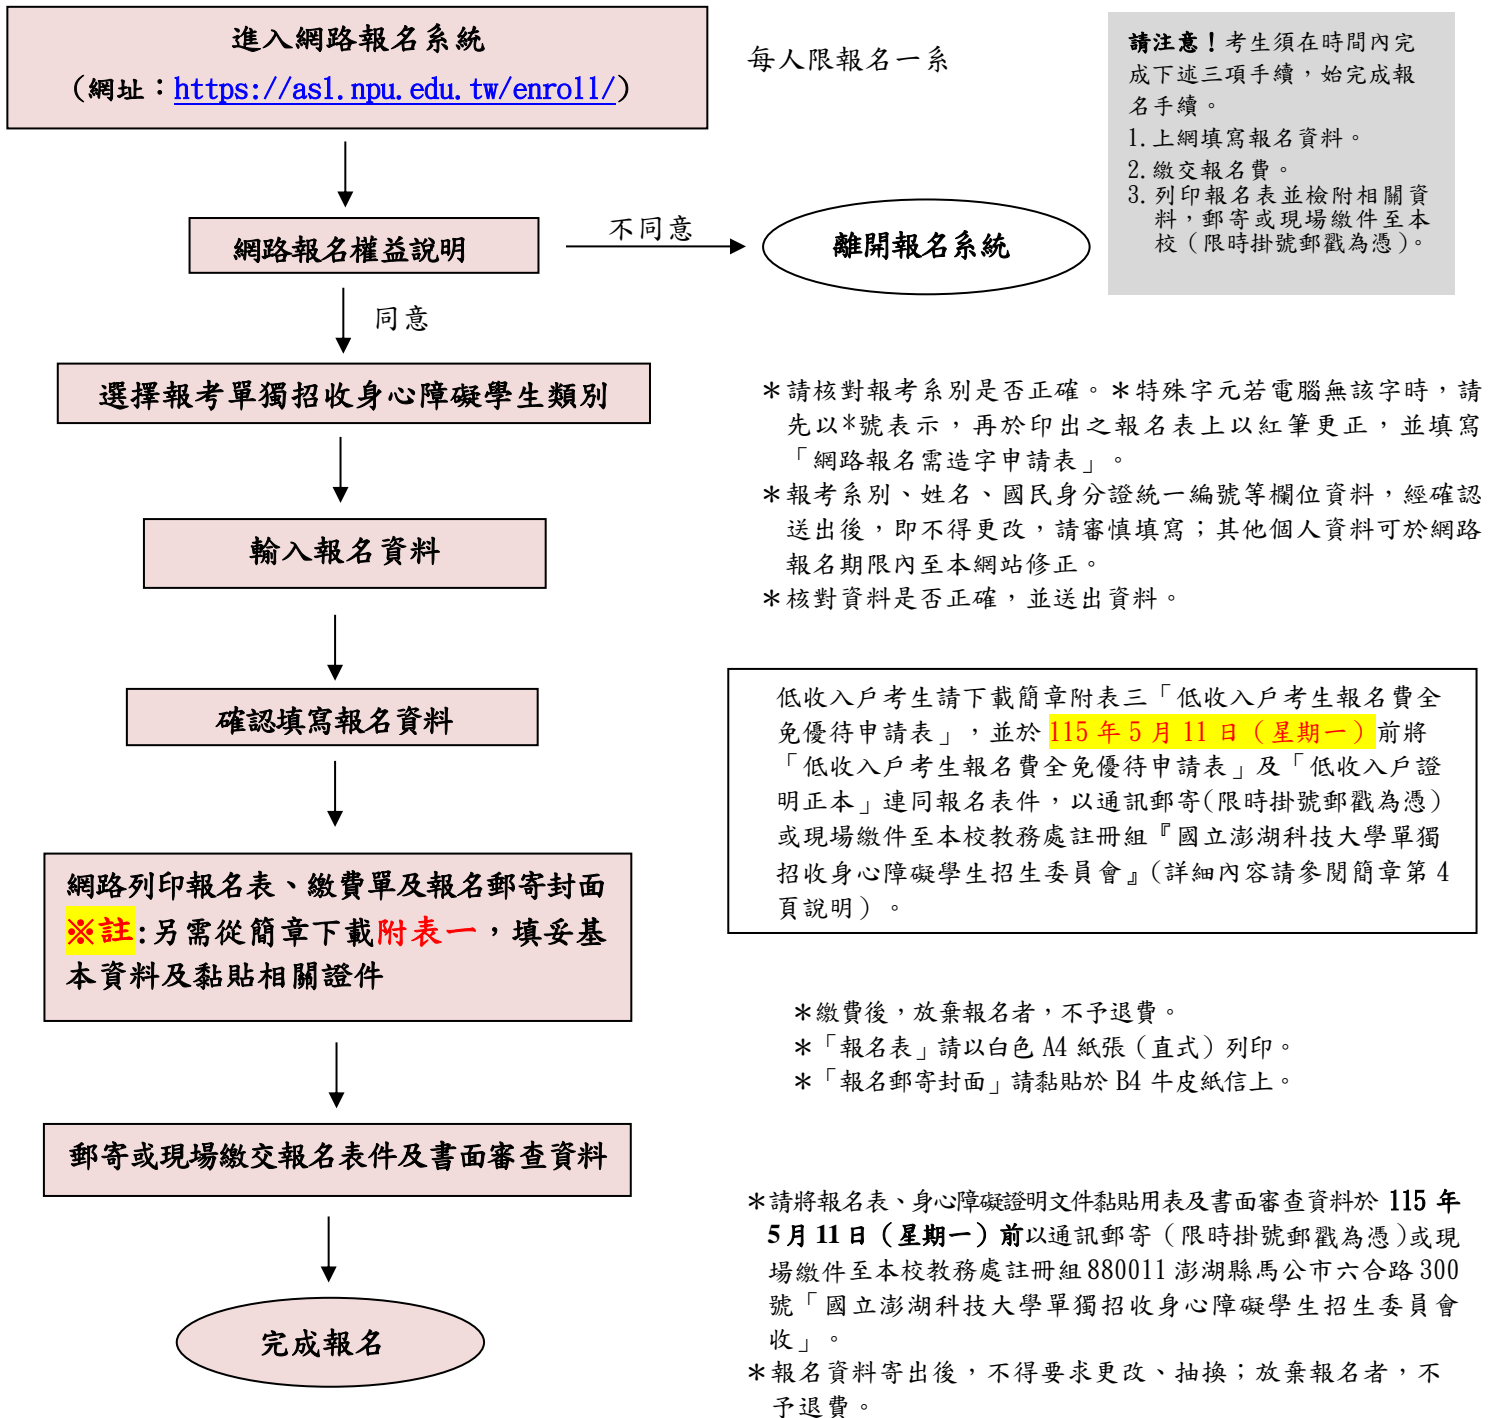 進入網路報名系統
(網址：https://asl.npu.edu.tw/enroll/)
每人限報名一系
請注意！考生須在時間內完
成下述三項手續，始完成報
名手續。
1.上網填寫報名資料。
2.繳交報名費。
3.列印報名表並檢附相關資
料，郵寄或現場繳件至本
校（限時掛號郵戳為憑）。
網路報名權益說明
不同意
離開報名系統
同意
選擇報考單獨招收身心障礙學生類別
＊請核對報考系別是否正確。＊特殊字元若電腦無該字時，請
先以*號表示，再於印出之報名表上以紅筆更正，並填寫
「網路報名需造字申請表」。
＊報考系別、姓名、國民身分證統一編號等欄位資料，經確認
送出後，即不得更改，請審慎填寫；其他個人資料可於網路
報名期限內至本網站修正。
＊核對資料是否正確，並送出資料。
輸入報名資料
確認填寫報名資料
低收入戶考生請下載簡章附表三「低收入戶考生報名費全
免優待申請表」，並於 115 年 5 月 11 日（星期一）前將
「低收入戶考生報名費全免優待申請表」及「低收入戶證
明正本」連同報名表件，以通訊郵寄(限時掛號郵戳為憑)
或現場繳件至本校教務處註冊組『國立澎湖科技大學單獨
招收身心障礙學生招生委員會』(詳細內容請參閱簡章第 4
頁說明）。
網路列印報名表、繳費單及報名郵寄封面
※註:另需從簡章下載附表一，填妥基
本資料及黏貼相關證件
＊繳費後，放棄報名者，不予退費。
＊「報名表」請以白色 A4 紙張（直式）列印。
＊「報名郵寄封面」請黏貼於 B4 牛皮紙信上。
郵寄或現場繳交報名表件及書面審查資料
＊請將報名表、身心障礙證明文件黏貼用表及書面審查資料於 115 年
5 月 11 日（星期一）前以通訊郵寄（限時掛號郵戳為憑)或現
場繳件至本校教務處註冊組 880011 澎湖縣馬公市六合路 300
號「國立澎湖科技大學單獨招收身心障礙學生招生委員會
收」。
＊報名資料寄出後，不得要求更改、抽換；放棄報名者，不
予退費。
完成報名